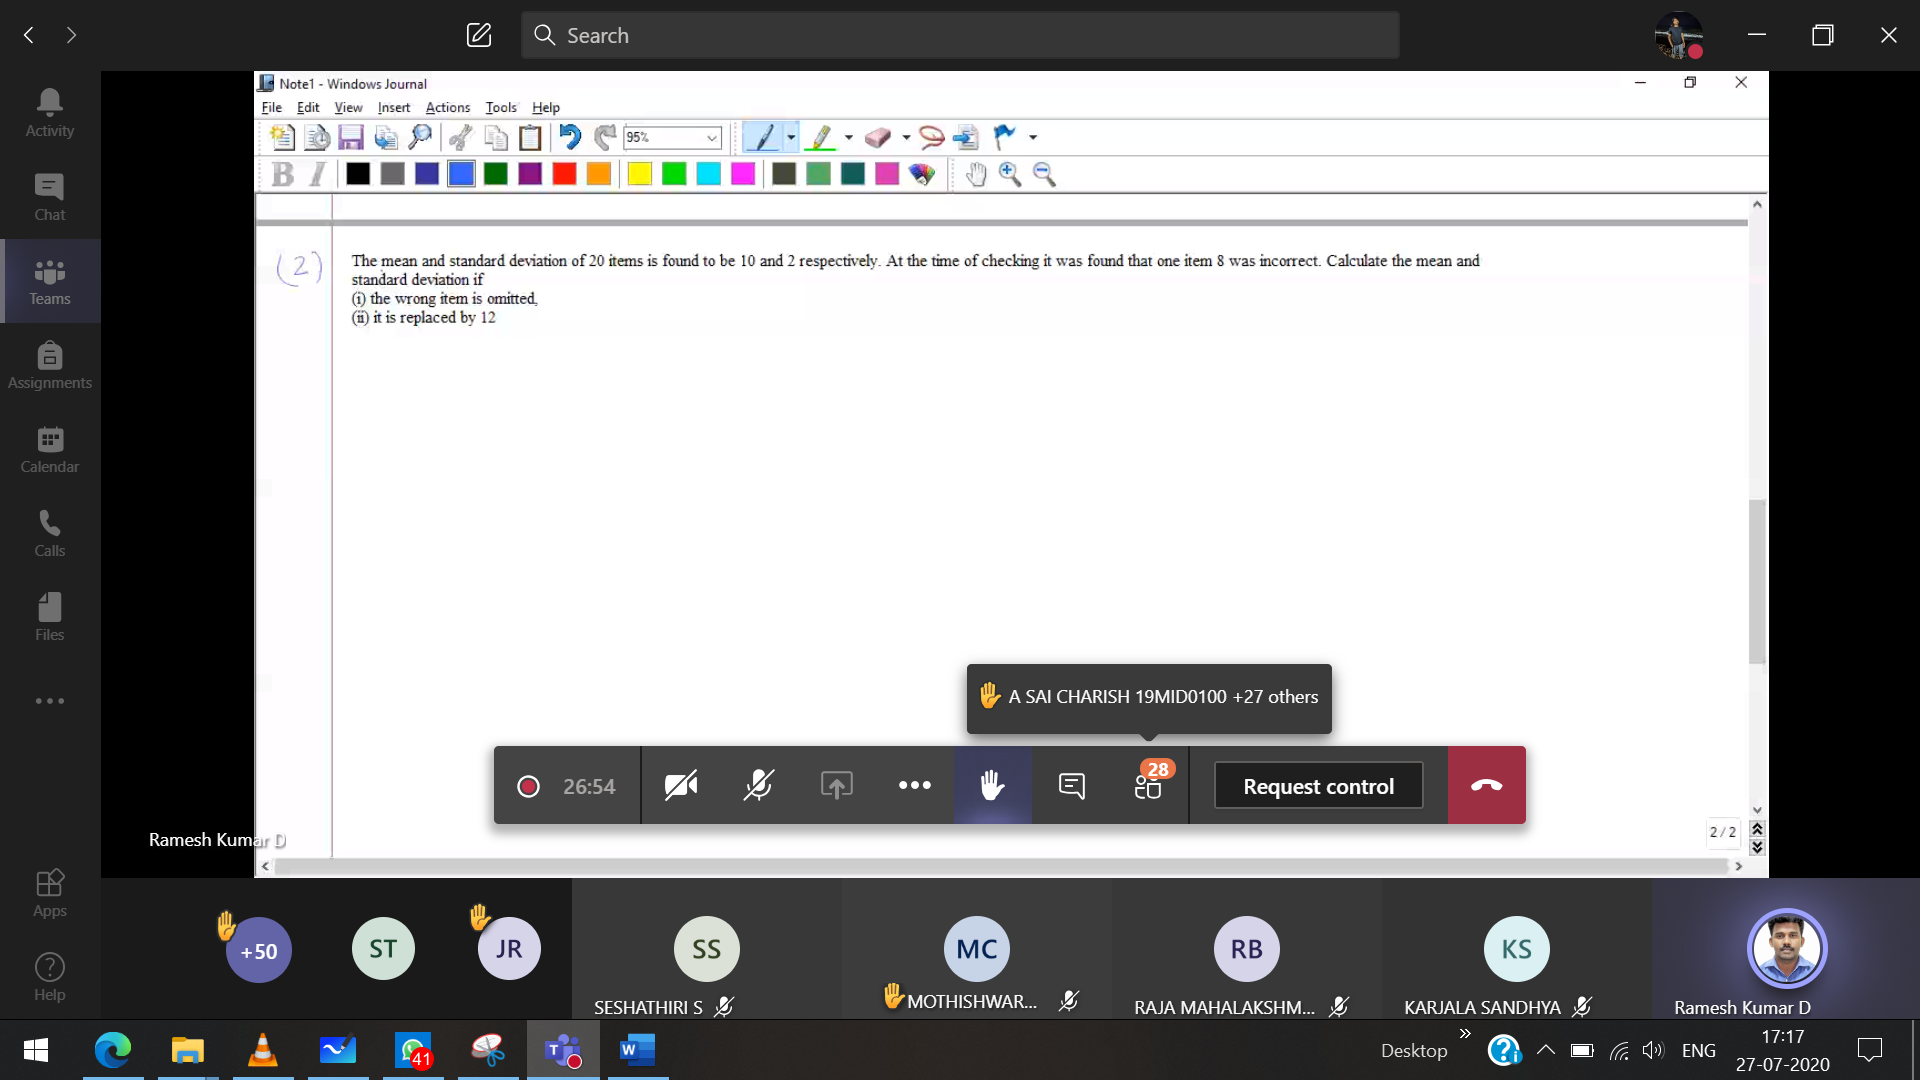 Search
Activity
Chat
Teams
Assignments
Calendar
Calls
Files
Apps
Help
Note1 - Windows Journal
File Edit View Insert Actions Tools Help
95%
B I
(2)
The mean and standard deviation of 20 items is found to be 10 and 2 respectively. At the time of checking it was found that one item 8 was incorrect. Calculate the mean and
standard deviation if
(i) the wrong item is omitted,
(ii) it is replaced by 12
A SAI CHARISH 19MID0100 +27 others
26:54
28
Request control
2 / 2
Ramesh Kumar D
+50
ST
JR
SS
MC
RB
KS
SESHATHIRI S
MOTHISHWAR...
RAJA MAHALAKSHM...
KARJALA SANDHYA
Ramesh Kumar D
41
T
W
Desktop
ENG
17:17
27-07-2020